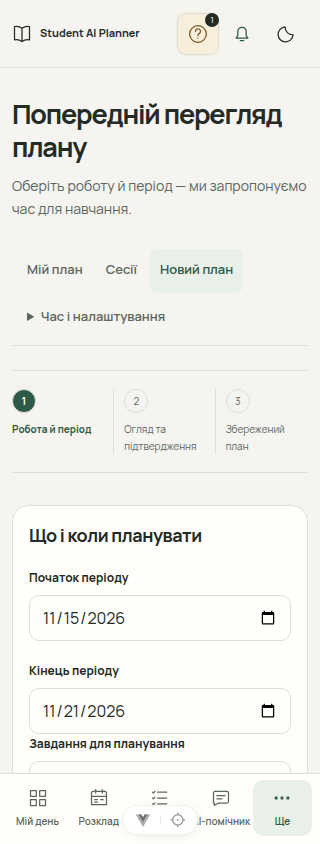 Student AI Planner
1
Попередній перегляд
плану
Оберіть роботу й період — ми запропонуємо
час для навчання.
Мій план
Сесії
Новий план
Час і налаштування
1
2
3
Робота й період
Огляд та
підтвердження
Збережений
план
Що і коли планувати
Початок періоду
11/15/2026
Кінець періоду
11/21/2026
Завдання для планування
Мій день
Розклад
І-помічник
Ще